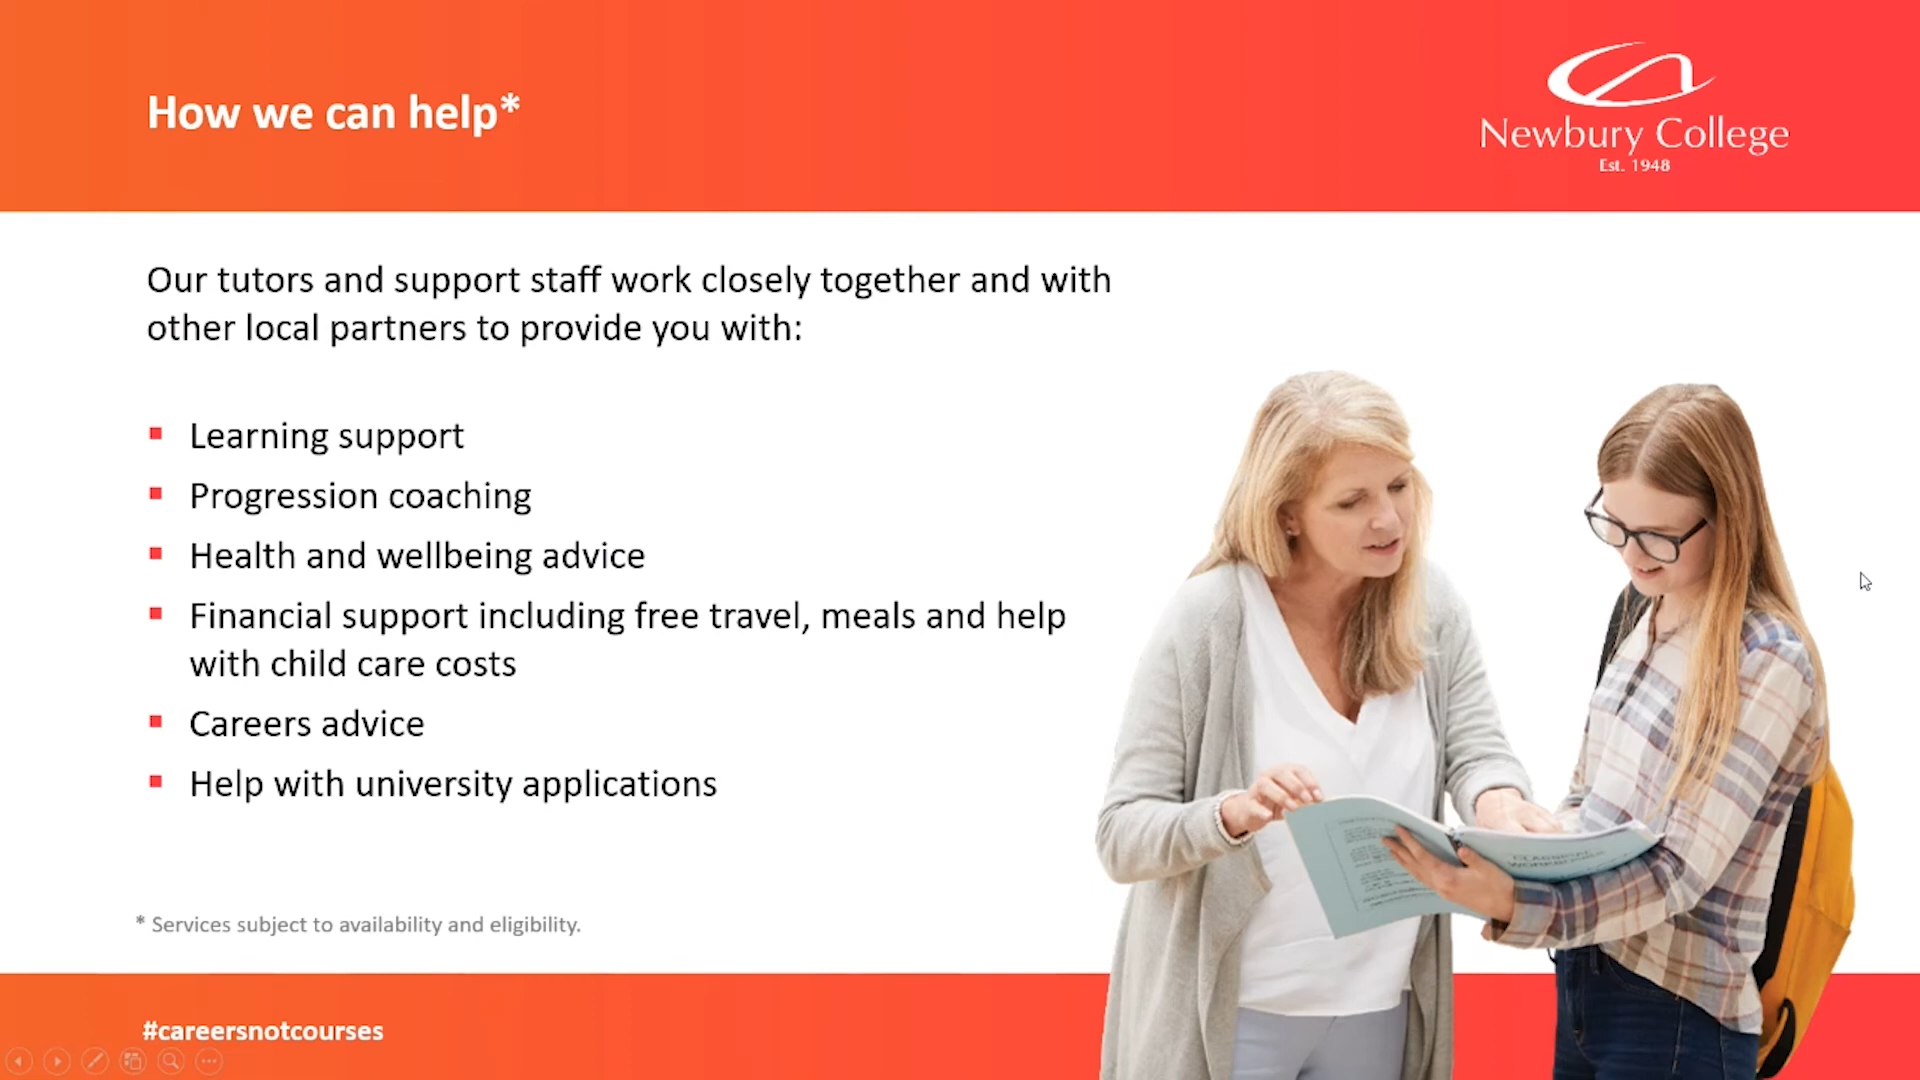 How we can help*
Newbury College
Est. 1948
Our tutors and support staff work closely together and with
other local partners to provide you with:
Learning support
Progression coaching
Health and wellbeing advice
Financial support including free travel, meals and help
with child care costs
Careers advice
Help with university applications
* Services subject to availability and eligibility.
#careersnotcourses